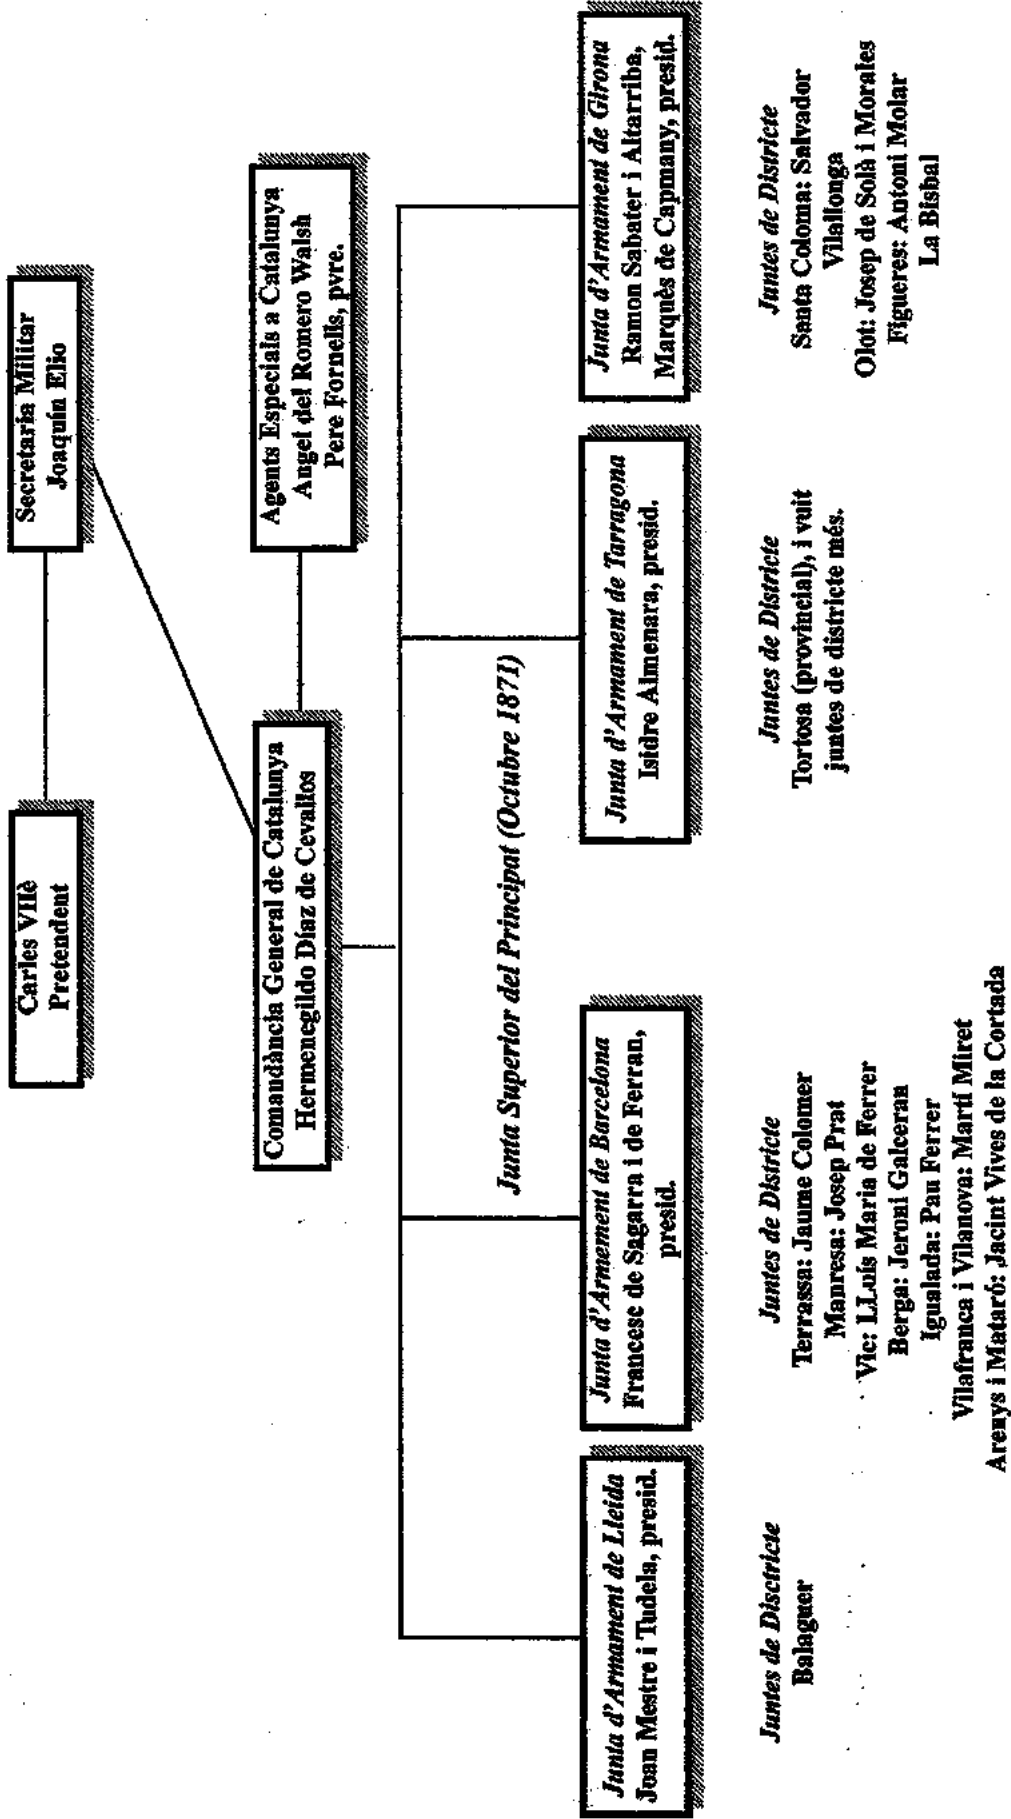 Carles VIIè
Pretendent
Secretaria Militar
Joaquín Elio
Comandància General de Catalunya
Hermenegildo Díaz de Cevallos
Agents Especials a Catalunya
Angel del Romero Walsh
Pere Fornells, pvre.
Junta Superior del Principat (Octubre 1871)
Junta d'Armament de Lleida
Joan Mestre i Tudela, presid.
Junta d'Armement de Barcelona
Francesc de Sagarra i de Ferran,
presid.
Junta d'Armament de Tarragona
Isidre Almenara, presid.
Junta d'Armament de Girona
Ramon Sabater i Altarriba,
Marquès de Capmany, presid.
Juntes de Disctricte
Balaguer
Juntes de Districte
Terrassa: Jaume Colomer
Manresa: Josep Prat
Vic: LLuís Maria de Ferrer
Berga: Jeroni Galceran
Igualada: Pau Ferrer
Vilafranca i Vilanova: Martí Miret
Arenys i Mataró: Jacint Vives de la Cortada
Juntes de Districte
Tortosa (provincial), i vuit
juntes de districte més.
Juntes de Districte
Santa Coloma: Salvador
Vilallonga
Olot: Josep de Solà i Morales
Figueres: Antoni Molar
La Bisbal